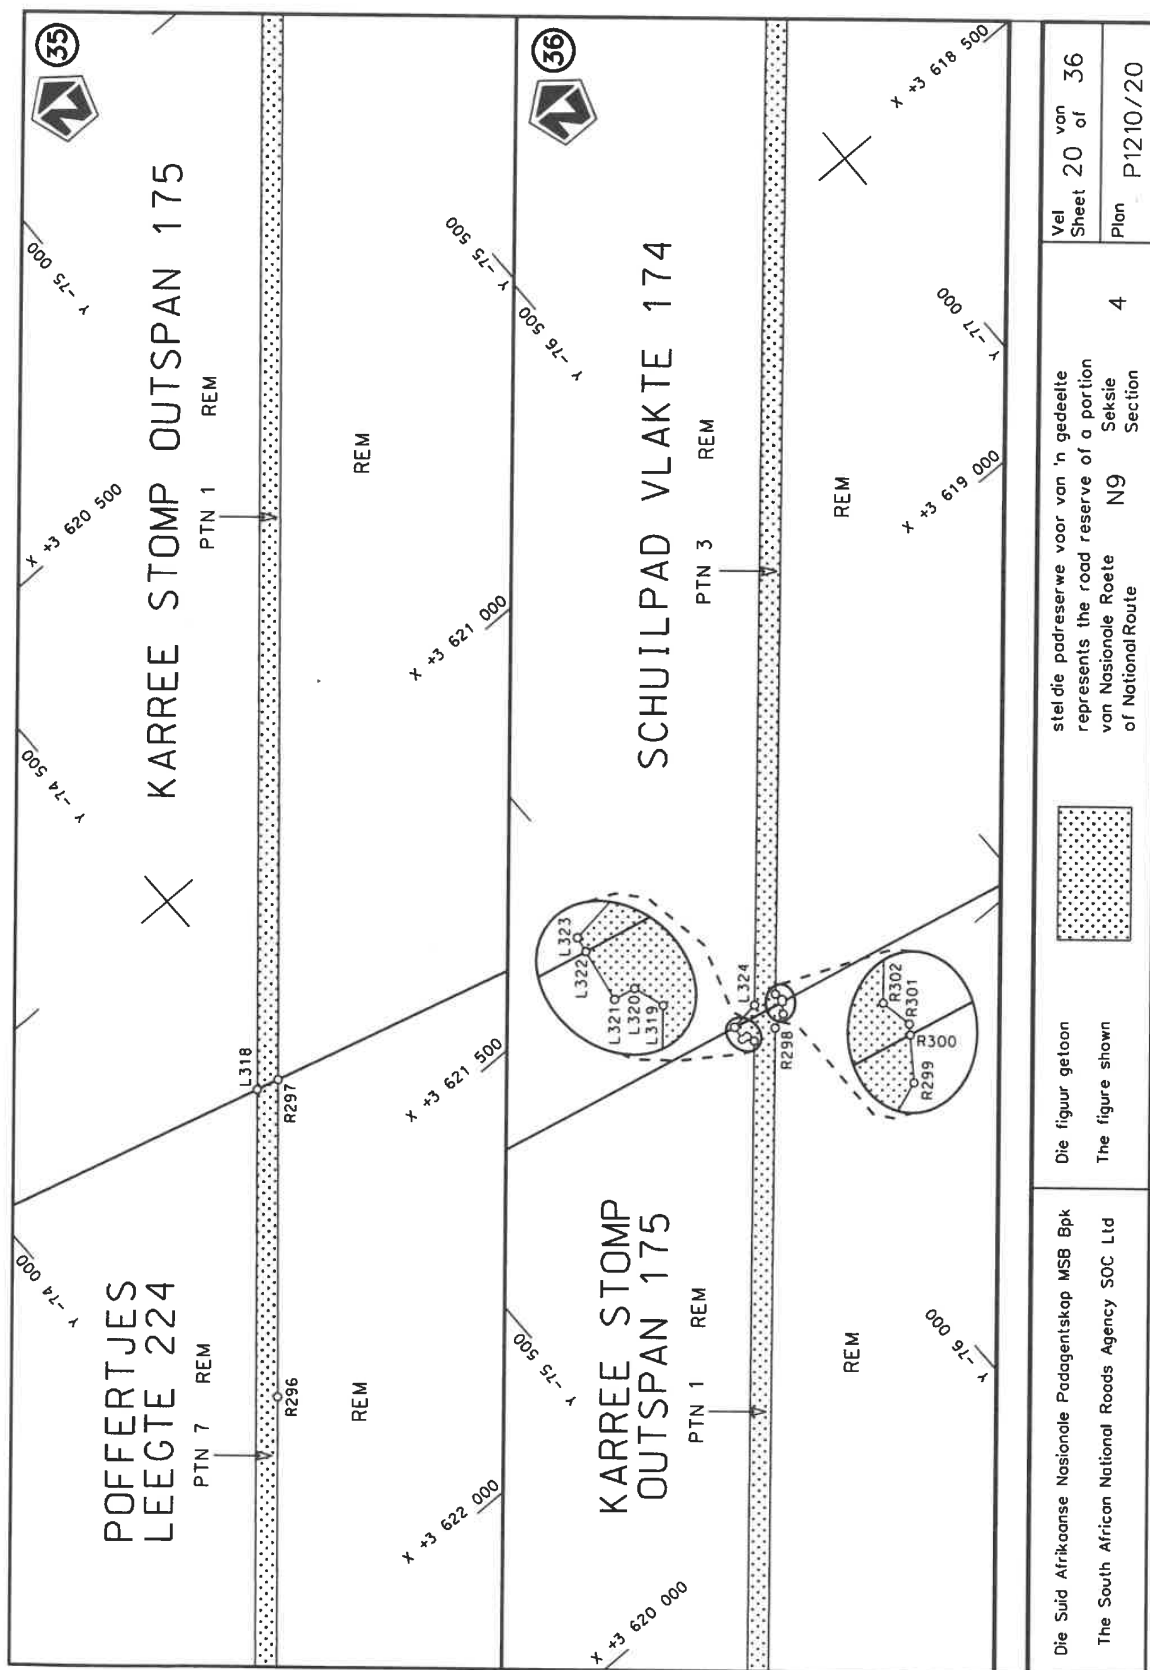 35
POFFERTJES
LEEGTE 224
PTN 7 REM
REM
R296
L318
R297
KARREE STOMP OUTSPAN 175
PTN 1 REM
REM
Y -74 000
Y -74 500
Y -75 000
X +3 620 500
X +3 622 000
X +3 621 500
X +3 621 000
Y -75 500
36
KARREE STOMP
OUTSPAN 175
PTN 1 REM
REM
X +3 620 000
Y -75 500
Y -76 000
L323
L322
L321
L320
L319
L324
R298
R302
R301
R300
R299
SCHUILPAD VLAKTE 174
PTN 3 REM
REM
Y -76 500
X +3 619 000
Y -77 000
X +3 618 500
Die Suid Afrikaanse Nasionale Padagentskap MSB Bpk
The South African National Roads Agency SOC Ltd
Die figuur getoon
The figure shown
stel die padreserwe voor van 'n gedeelte
represents the road reserve of a portion
van Nasionale Roete N9 Seksie 4
of National Route Section
Vel van
Sheet 20 of 36
Plan P1210/20